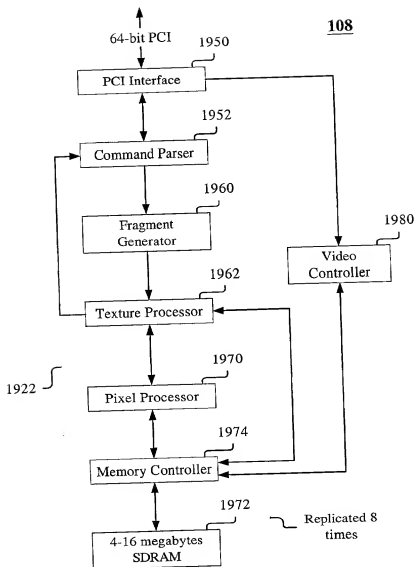 64-bit PCI
108
1950
PCI Interface
1952
Command Parser
1960
Fragment
Generator
1980
Video
Controller
1962
Texture Processor
1922
1970
Pixel Processor
1974
Memory Controller
1972
4-16 megabytes
SDRAM
Replicated 8
times